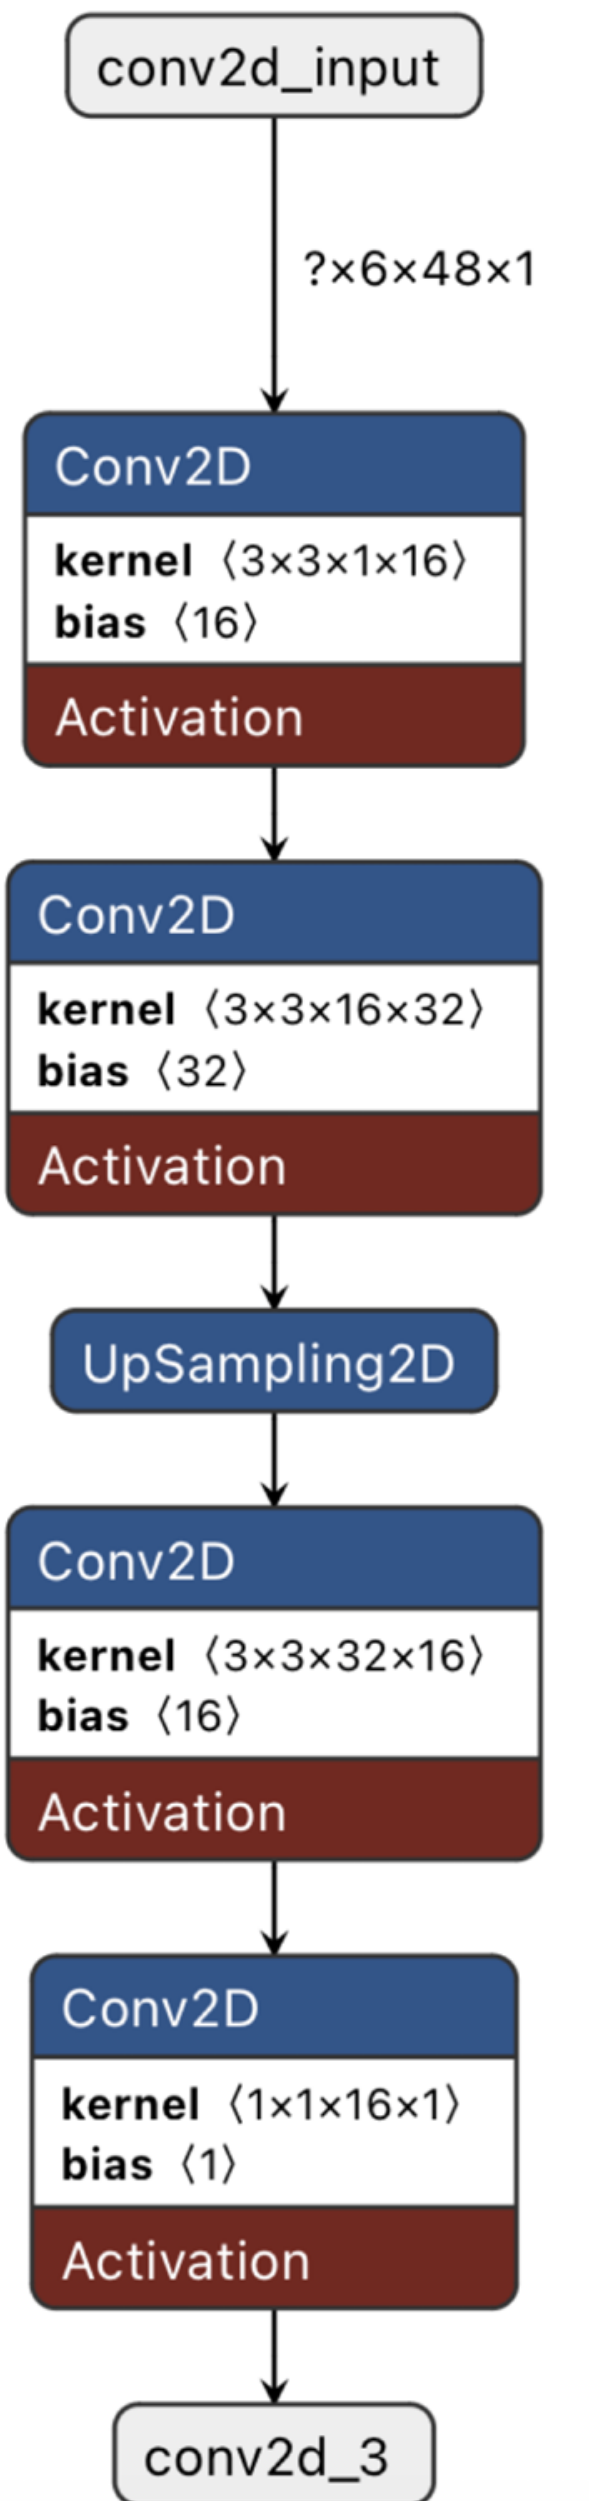 conv2d_input
?×6×48×1
Conv2D
kernel ⟨3×3×1×16⟩
bias ⟨16⟩
Activation
Conv2D
kernel ⟨3×3×16×32⟩
bias ⟨32⟩
Activation
UpSampling2D
Conv2D
kernel ⟨3×3×32×16⟩
bias ⟨16⟩
Activation
Conv2D
kernel ⟨1×1×16×1⟩
bias ⟨1⟩
Activation
conv2d_3